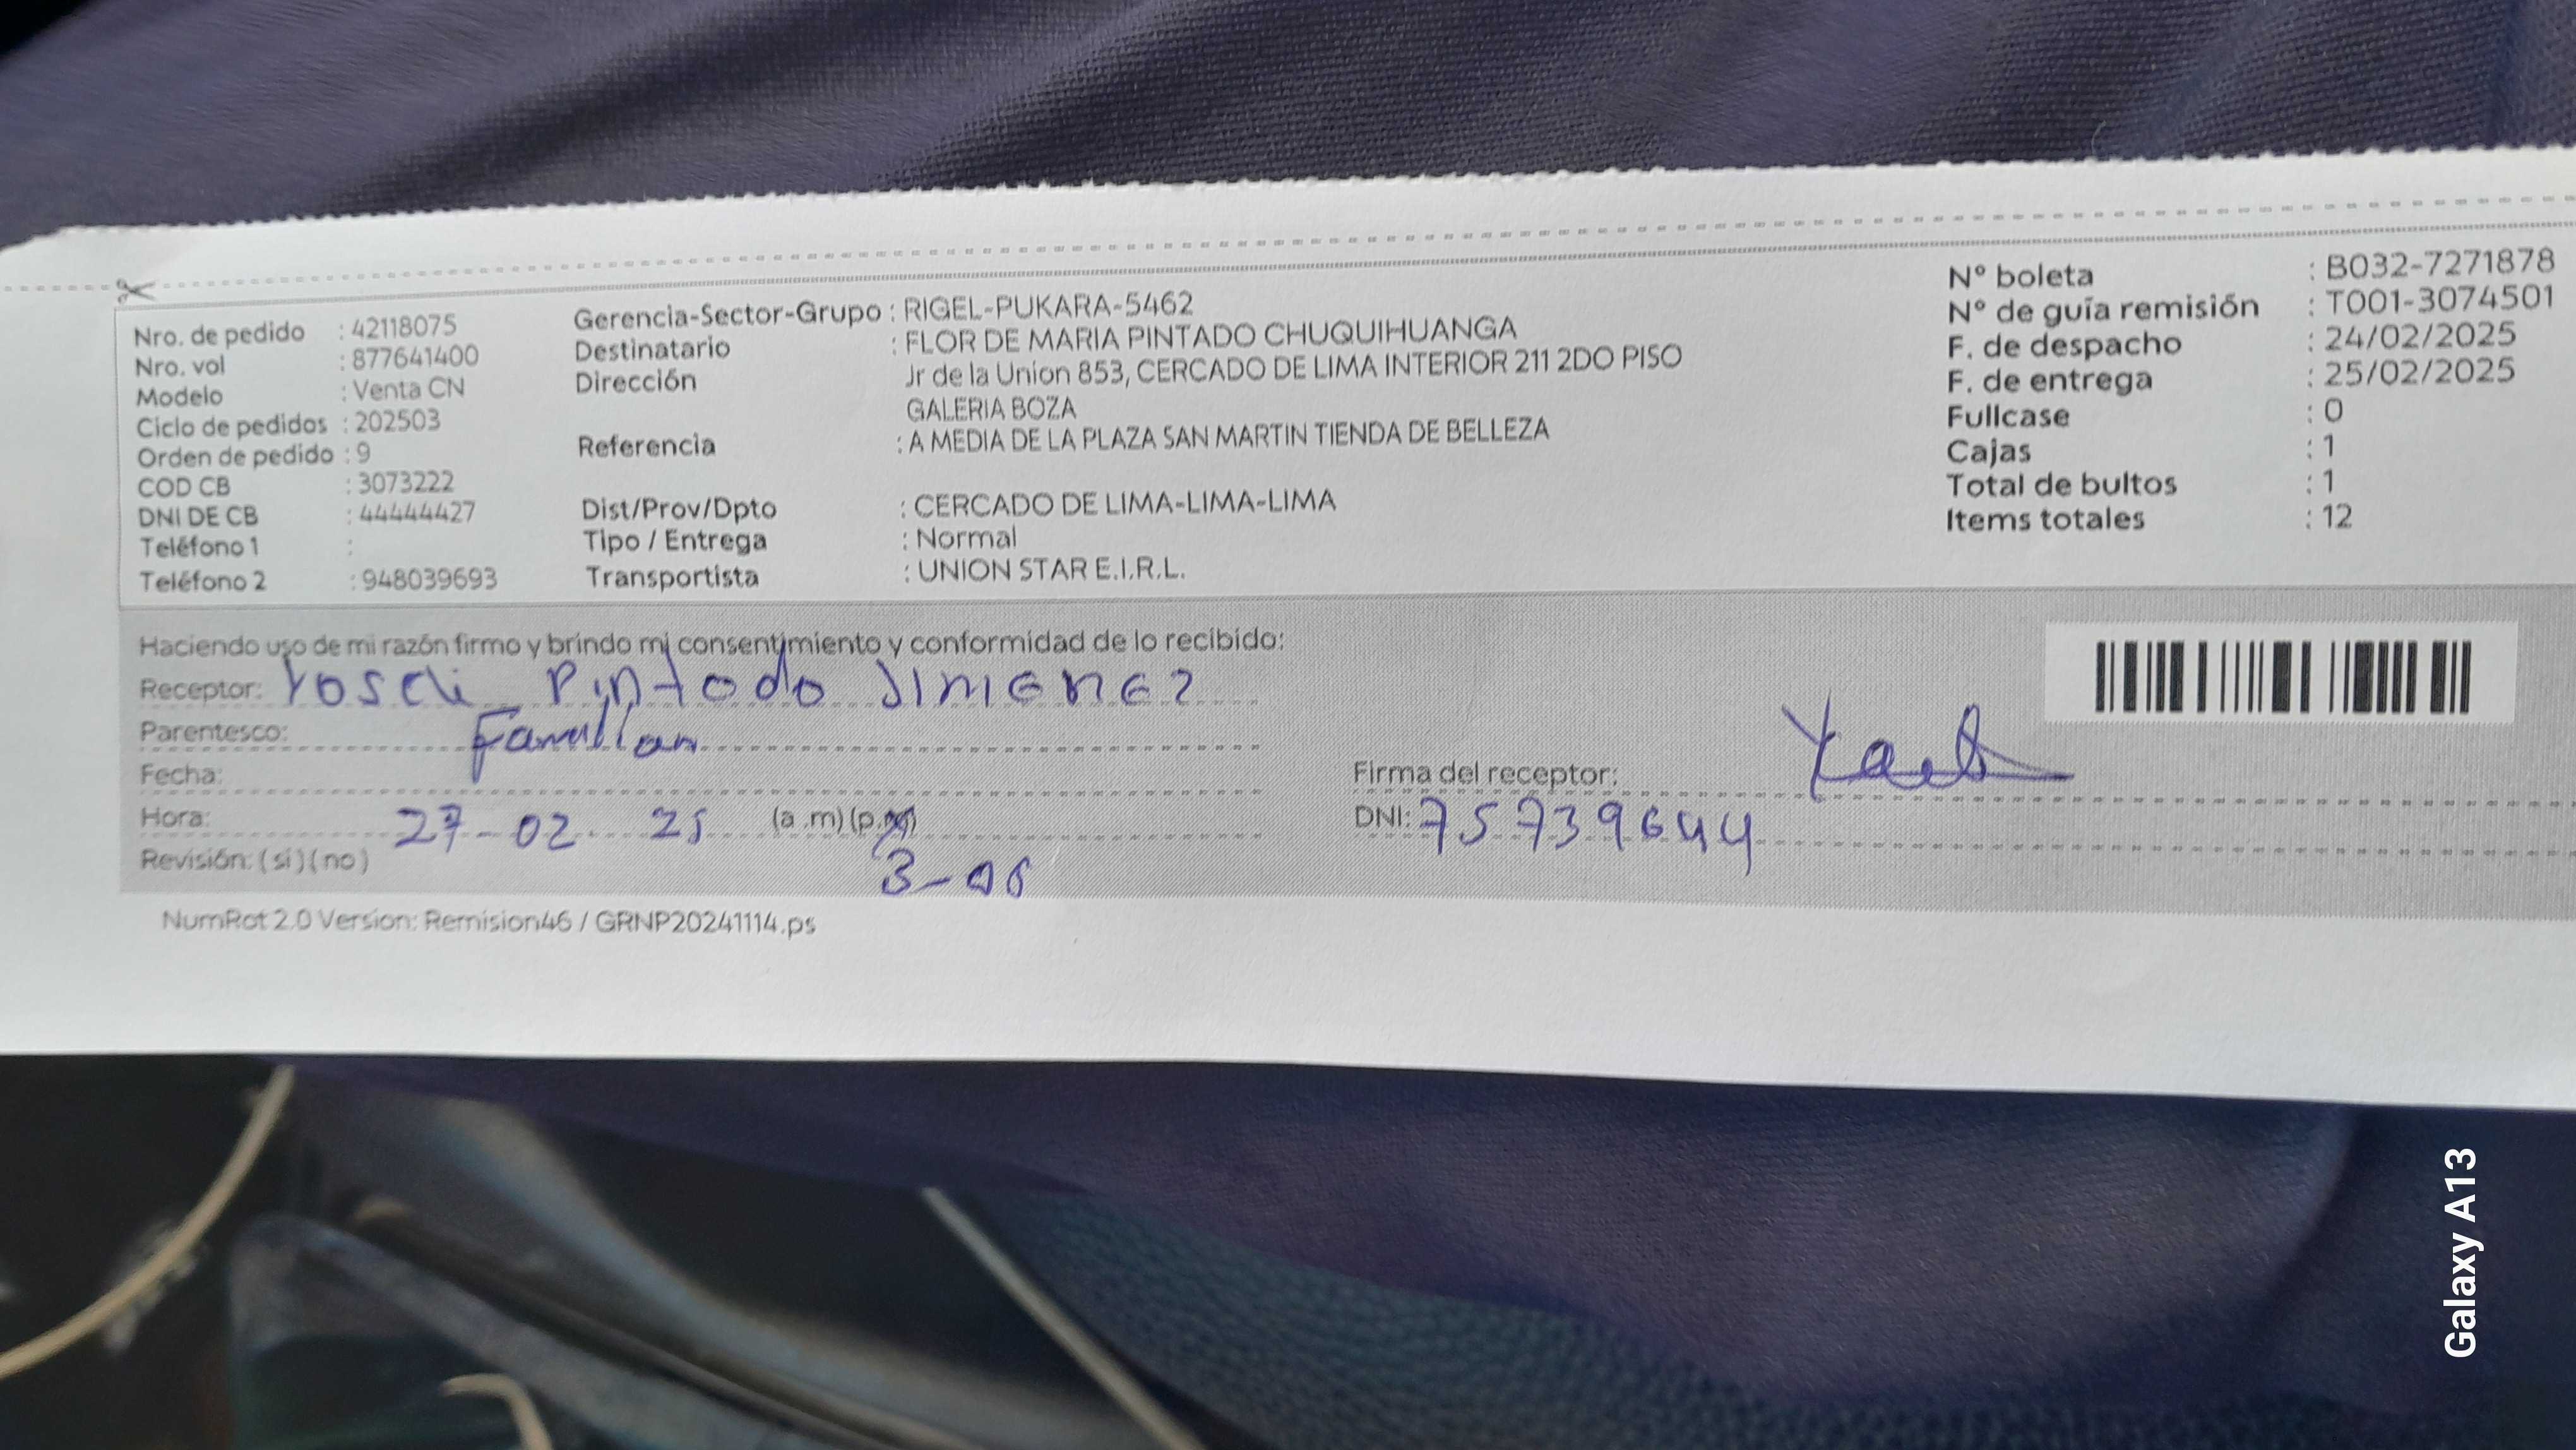 Nro. de pedido : 42118075
Nro. vol : 877641400
Modelo : Venta CN
Ciclo de pedidos : 202503
Orden de pedido : 9
COD CB : 3073222
DNI DE CB : 44444427
Teléfono 1 :
Teléfono 2 : 948039693
Gerencia-Sector-Grupo : RIGEL-PUKARA-5462
Destinatario : FLOR DE MARIA PINTADO CHUQUIHUANGA
Dirección Jr de la Union 853, CERCADO DE LIMA INTERIOR 211 2DO PISO
GALERIA BOZA
Referencia : A MEDIA DE LA PLAZA SAN MARTIN TIENDA DE BELLEZA
Dist/Prov/Dpto : CERCADO DE LIMA-LIMA-LIMA
Tipo / Entrega : Normal
Transportista : UNION STAR E.I.R.L.
N° boleta : B032-7271878
N° de guía remisión : T001-3074501
F. de despacho : 24/02/2025
F. de entrega : 25/02/2025
Fullcase : 0
Cajas : 1
Total de bultos : 1
Items totales : 12
Haciendo uso de mi razón firmo y brindo mi consentimiento y conformidad de lo recibido:
Receptor: Yoseli Pintado Jimenez
Parentesco: Familiar
Fecha:
Hora: 27-02 25 (a .m) (p.m)
Revisión: (si) (no) 3-06
Firma del receptor:
DNI: 75739644
NumRot 2.0 Version: Remision46 / GRNP20241114.ps
Galaxy A13